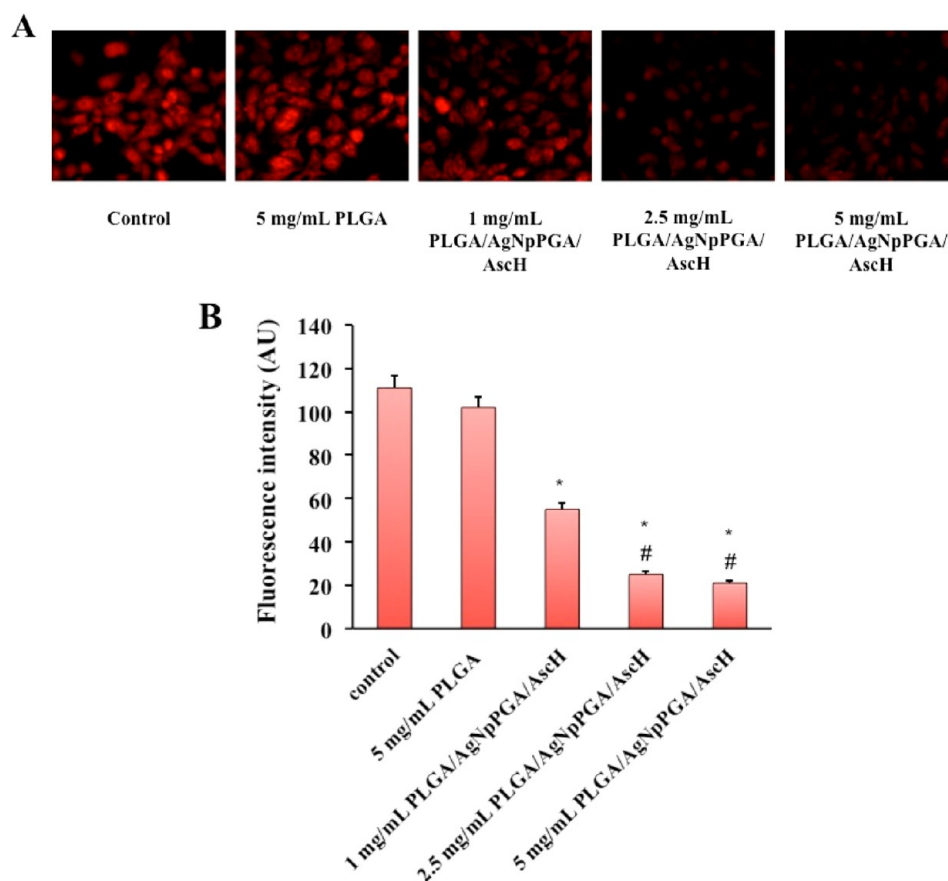 A
Control
5 mg/mL PLGA
1 mg/mL
PLGA/AgNpPGA/
AscH
2.5 mg/mL
PLGA/AgNpPGA/
AscH
5 mg/mL
PLGA/AgNpPGA/
AscH
B
Fluorescence intensity (AU)
140
120
100
80
60
40
20
0
*
*
#
*
#
control
5 mg/mL PLGA
1 mg/mL PLGA/AgNpPGA/AscH
2.5 mg/mL PLGA/AgNpPGA/AscH
5 mg/mL PLGA/AgNpPGA/AscH